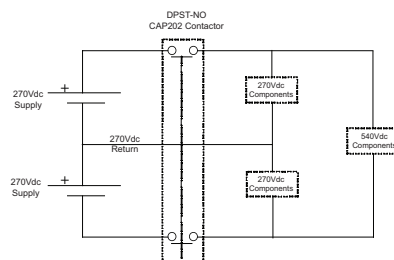 DPST-NO
CAP202 Contactor
+
270Vdc
Supply
270Vdc
Components
270Vdc
Return
540Vdc
Components
+
270Vdc
Supply
270Vdc
Components